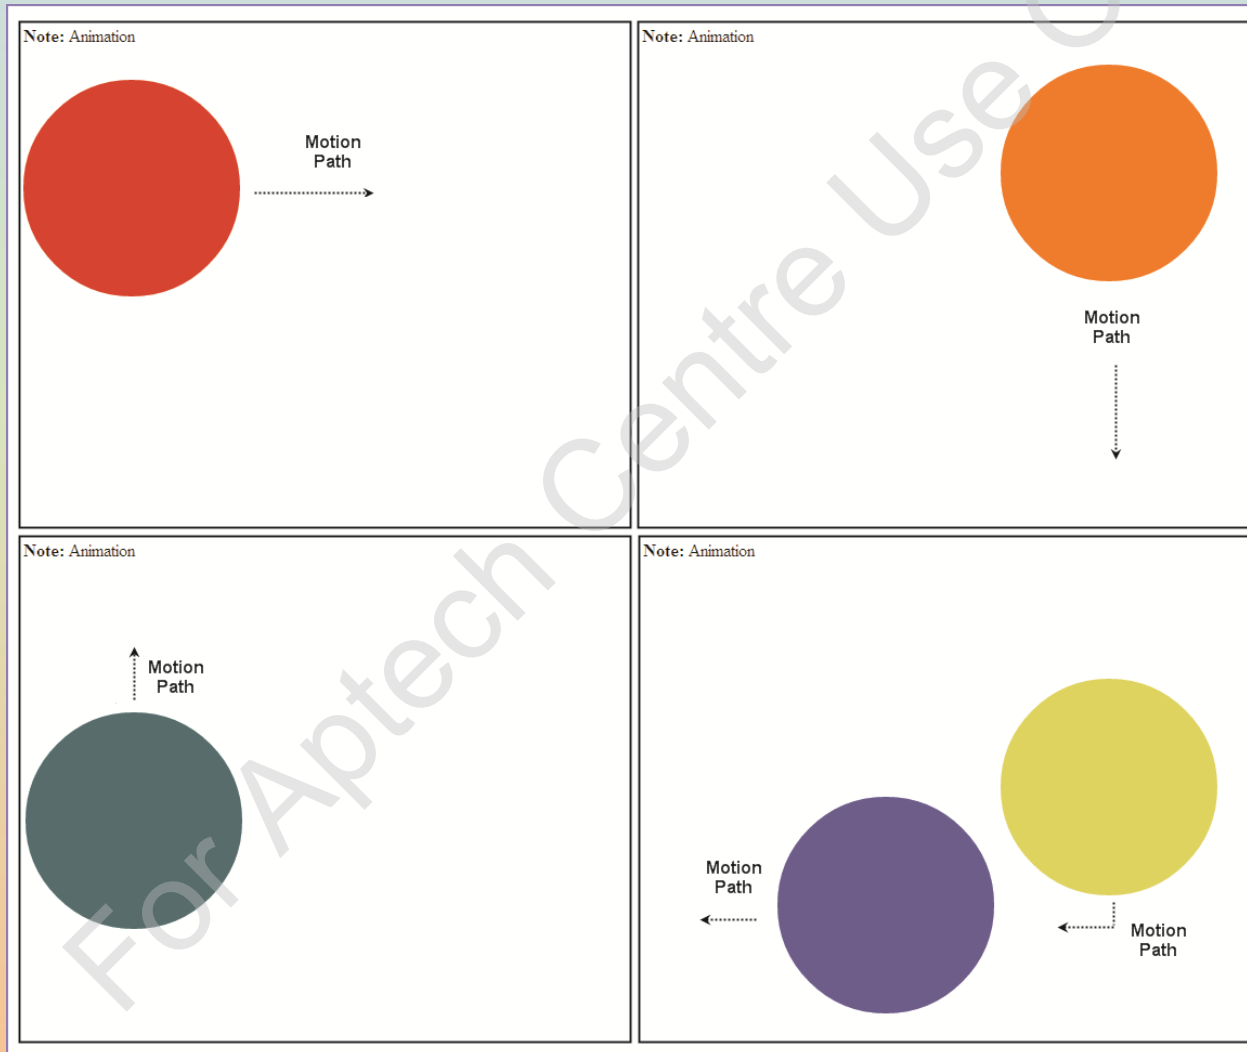 Note: Animation
Motion
Path
Note: Animation
Motion
Path
Note: Animation
Motion
Path
Note: Animation
Motion
Path
Motion
Path
For Aptech Centre Use